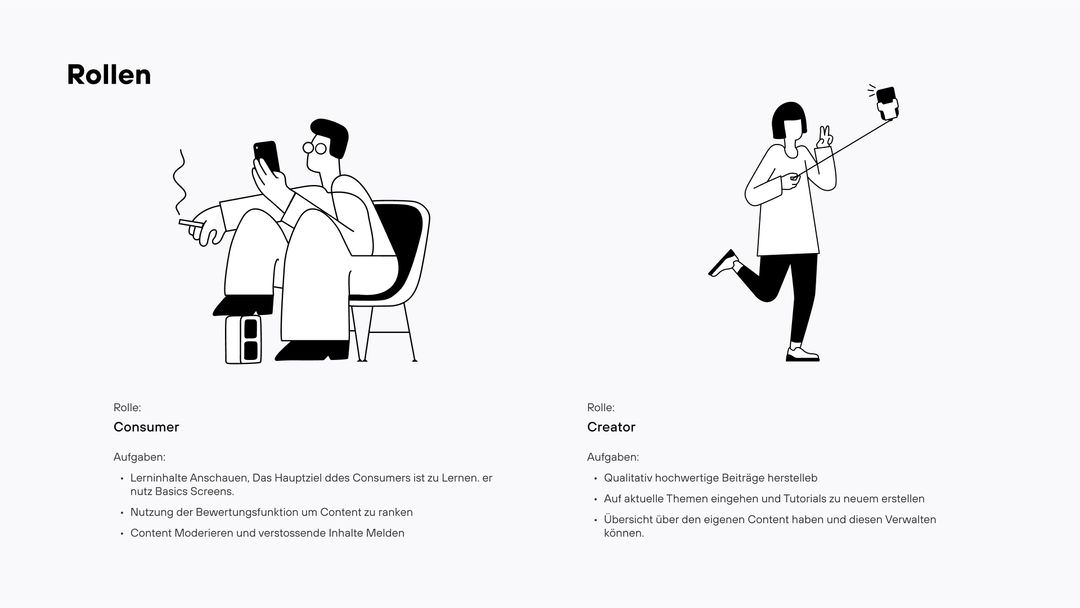 Rollen
Rolle:
Consumer
Aufgaben:
• Lerninhalte Anschauen, Das Hauptziel ddes Consumers ist zu Lernen. er
nutz Basics Screens.
• Nutzung der Bewertungsfunktion um Content zu ranken
• Content Moderieren und verstossende Inhalte Melden
Rolle:
Creator
Aufgaben:
• Qualitativ hochwertige Beiträge herstelleb
• Auf aktuelle Themen eingehen und Tutorials zu neuem erstellen
• Übersicht über den eigenen Content haben und diesen Verwalten
können.